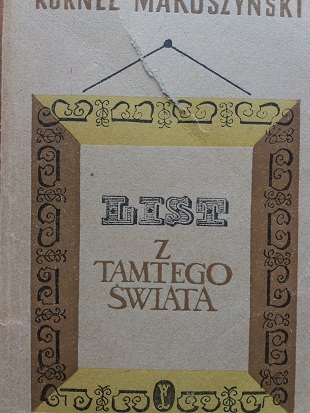 KORNEL MAKUSZYŃSKI
LIST
Z
TAMTEGO
ŚWIATA